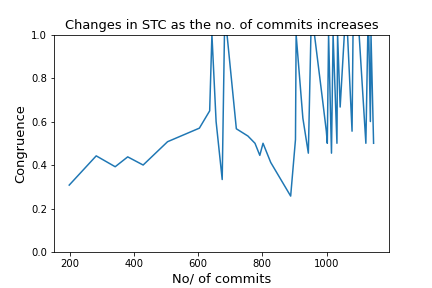 Changes in STC as the no. of commits increases
1.0
0.8
0.6
0.4
0.2
0.0
Congruence
200 400 600 800 1000
No/ of commits